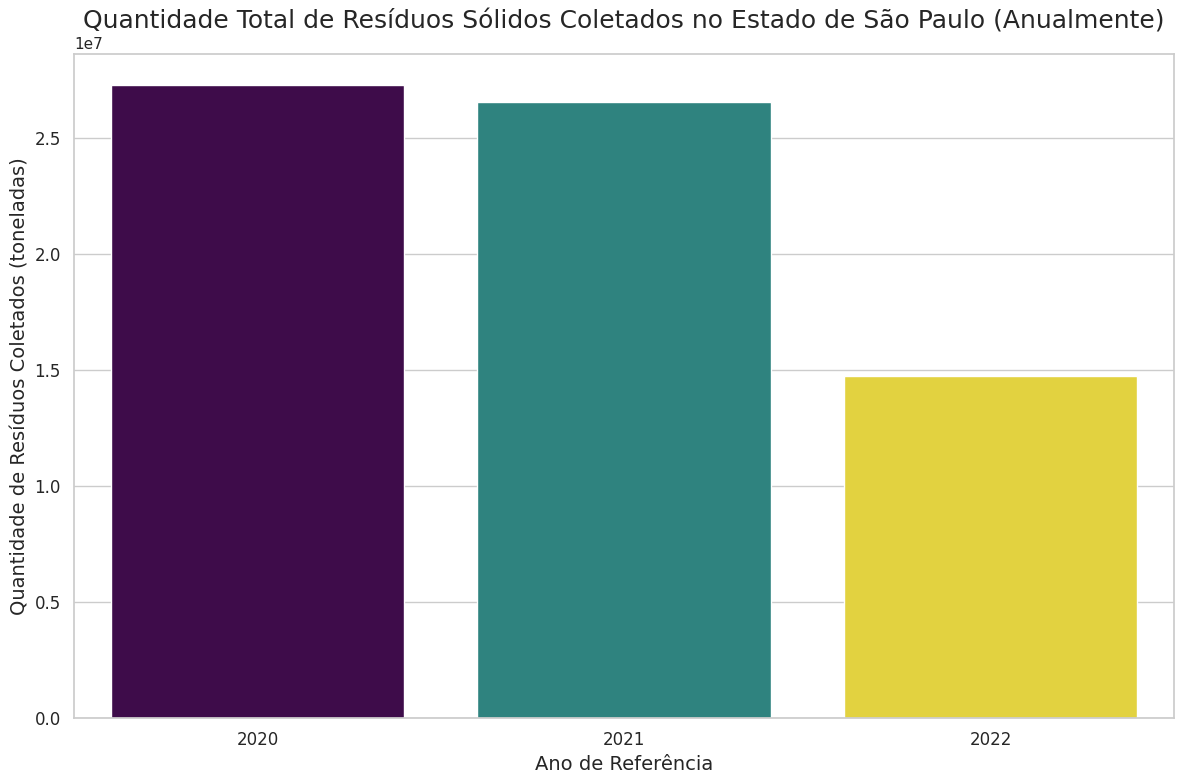 Quantidade Total de Resíduos Sólidos Coletados no Estado de São Paulo (Anualmente)
1e7
Quantidade de Resíduos Coletados (toneladas)
2.5
2.0
1.5
1.0
0.5
0.0
2020
2021
2022
Ano de Referência